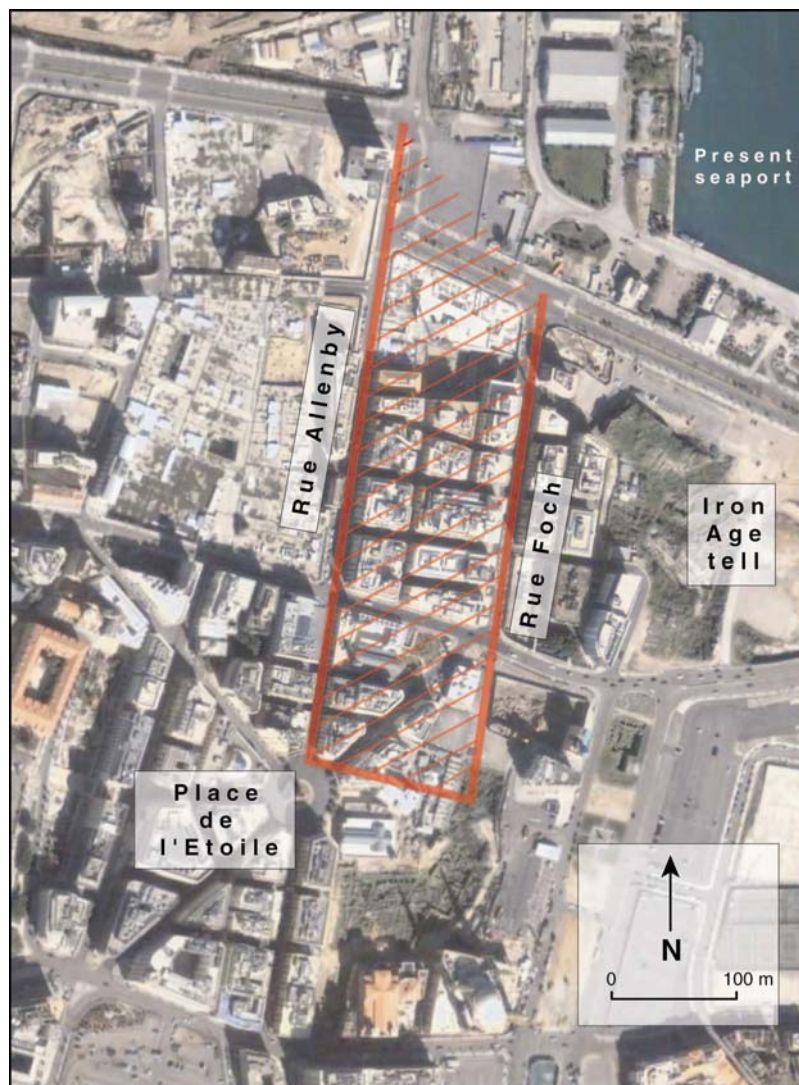 Present
seaport
Rue Allenby
Rue Foch
Iron
Age
tell
Place
de
l'Etoile
N
0 100 m